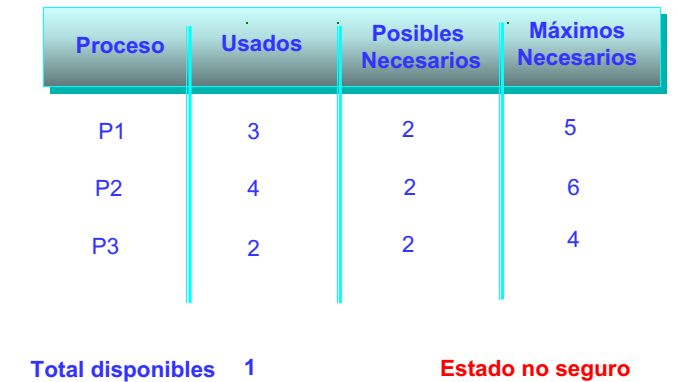 Proceso Usados Posibles Necesarios Máximos Necesarios
P1 3 2 5
P2 4 2 6
P3 2 2 4
Total disponibles 1 Estado no seguro